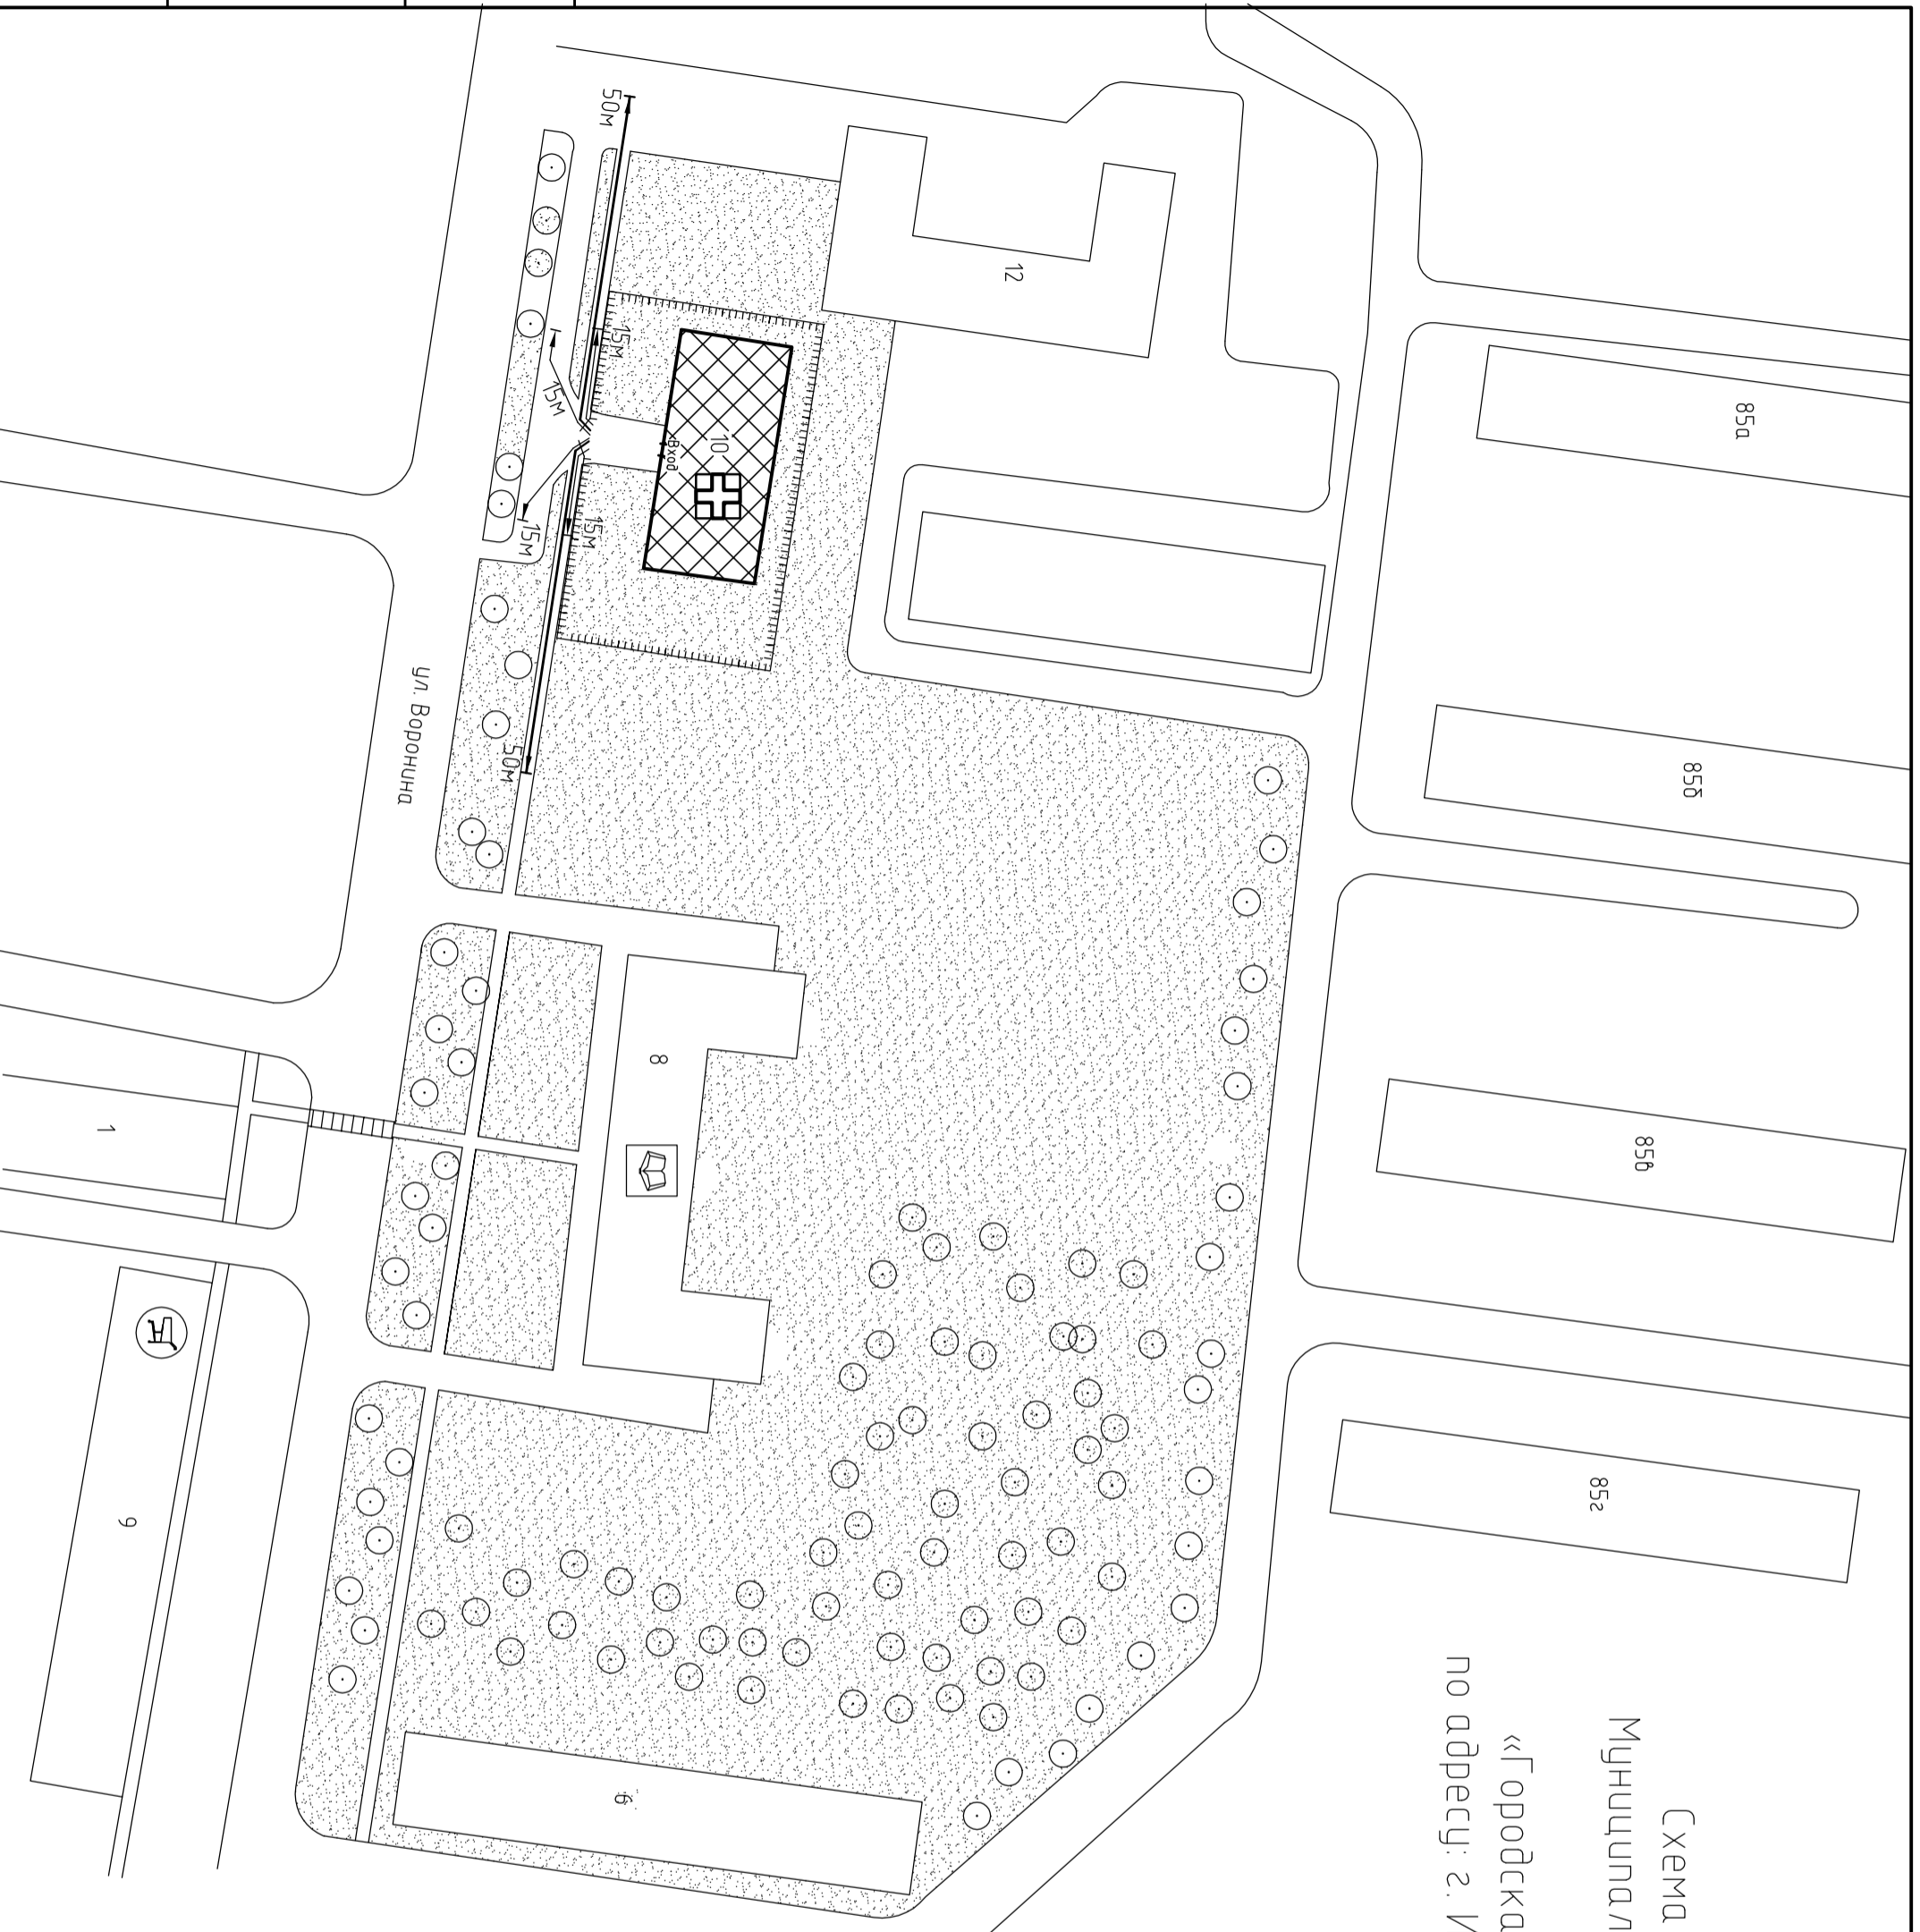 Схема
Муниципал
«Городска
по адресу: г. И
85а
85б
85в
85г
12
10
Вход
50м
15м
15м
15м
15м
50м
ул. Воронина
8
1
9
6